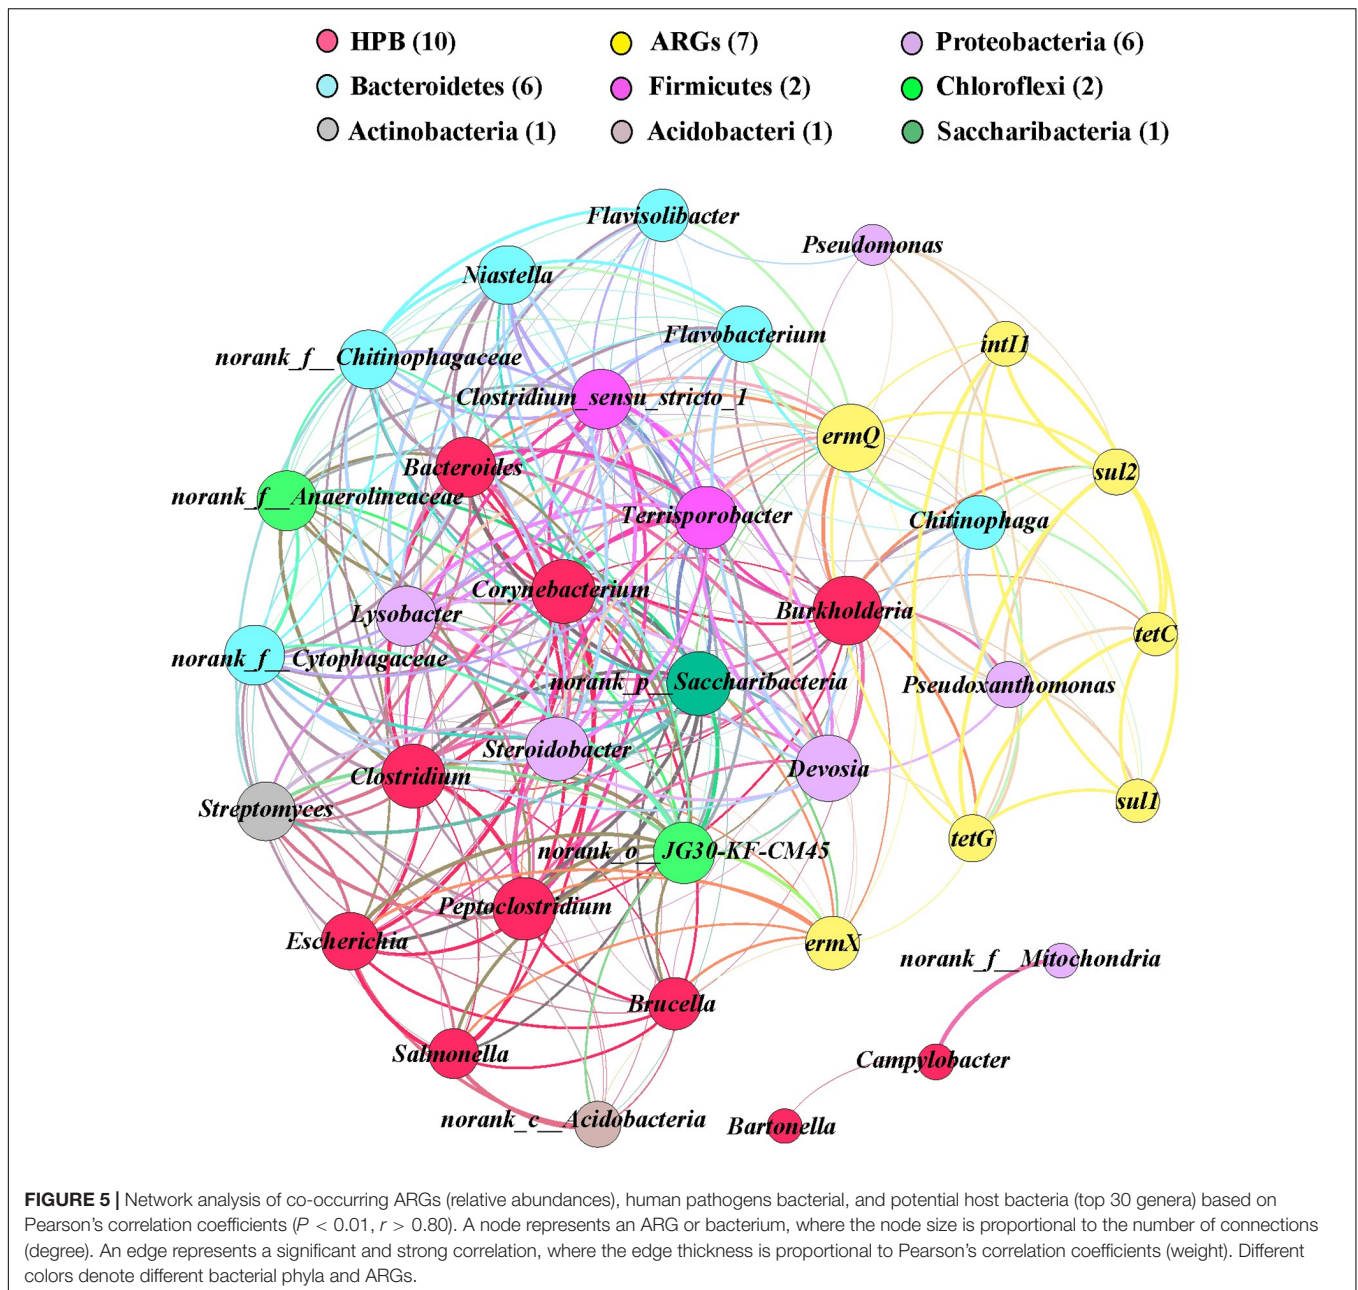 HPB (10) ARGs (7) Proteobacteria (6)
Bacteroidetes (6) Firmicutes (2) Chloroflexi (2)
Actinobacteria (1) Acidobacteri (1) Saccharibacteria (1)
Flavisolibacter
Pseudomonas
Niastella
Flavobacterium
intI1
norank_f__Chitinophagaceae
Clostridium_sensu_stricto_1
ermQ
Bacteroides
sul2
norank_f__Anaerolineaceae
Terrisporobacter
Chitinophaga
Corynebacterium
Lysobacter
Burkholderia
tetC
norank_f__Cytophagaceae
norank_p__Saccharibacteria
Pseudoxanthomonas
Steroidobacter
Clostridium
Devosia
Streptomyces
sul1
tetG
norank_o__JG30-KF-CM45
Peptoclostridium
Escherichia
ermX
norank_f__Mitochondria
Brucella
Salmonella
Campylobacter
norank_c__Acidobacteria
Bartonella
FIGURE 5 | Network analysis of co-occurring ARGs (relative abundances), human pathogens bacterial, and potential host bacteria (top 30 genera) based on
Pearson's correlation coefficients (P < 0.01, r > 0.80). A node represents an ARG or bacterium, where the node size is proportional to the number of connections
(degree). An edge represents a significant and strong correlation, where the edge thickness is proportional to Pearson's correlation coefficients (weight). Different
colors denote different bacterial phyla and ARGs.